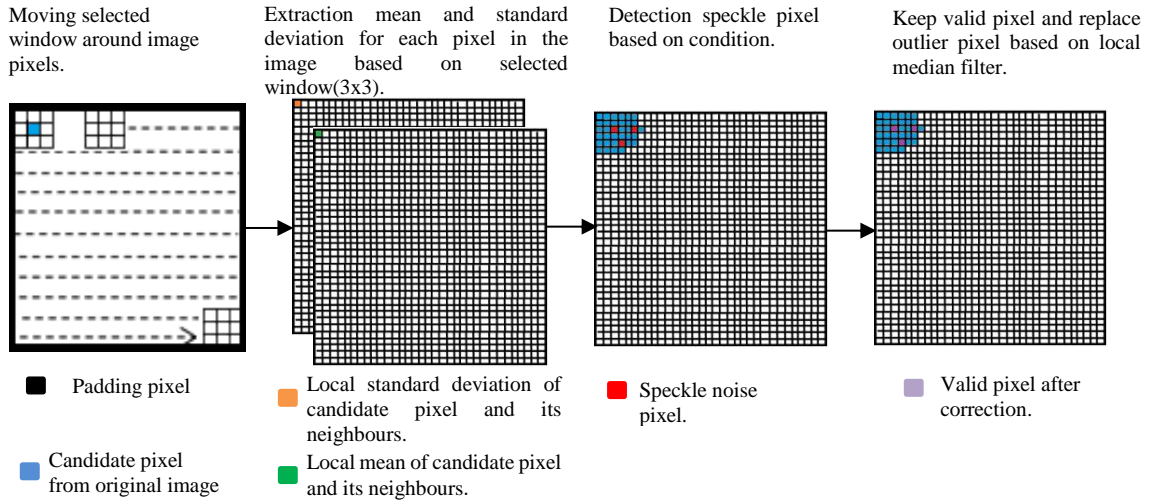 Moving selected
window around image
pixels.
Extraction mean and standard
deviation for each pixel in the
image based on selected
window(3x3).
Detection speckle pixel
based on condition.
Keep valid pixel and replace
outlier pixel based on local
median filter.
Padding pixel
Candidate pixel
from original image
Local standard deviation of
candidate pixel and its
neighbours.
Local mean of candidate pixel
and its neighbours.
Speckle noise
pixel.
Valid pixel after
correction.